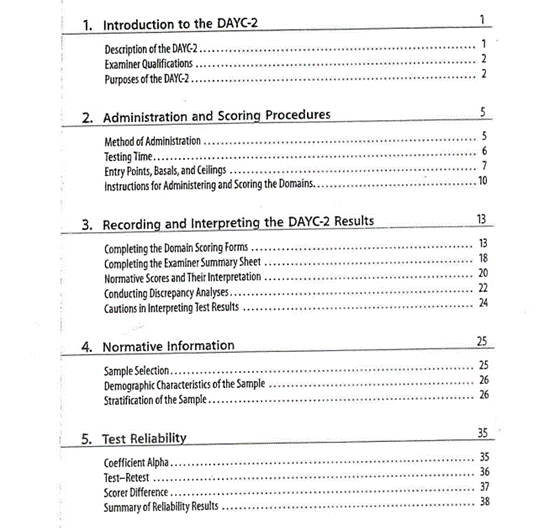 1. Introduction to the DAYC-2 1
Description of the DAYC-2 1
Examiner Qualifications 2
Purposes of the DAYC-2 2
2. Administration and Scoring Procedures 5
Method of Administration 5
Testing Time 6
Entry Points, Basals, and Ceilings 7
Instructions for Administering and Scoring the Domains 10
3. Recording and Interpreting the DAYC-2 Results 13
Completing the Domain Scoring Forms 13
Completing the Examiner Summary Sheet 18
Normative Scores and Their Interpretation 20
Conducting Discrepancy Analyses 22
Cautions in Interpreting Test Results 24
4. Normative Information 25
Sample Selection 25
Demographic Characteristics of the Sample 26
Stratification of the Sample 26
5. Test Reliability 35
Coefficient Alpha 35
Test–Retest 36
Scorer Difference 37
Summary of Reliability Results 38